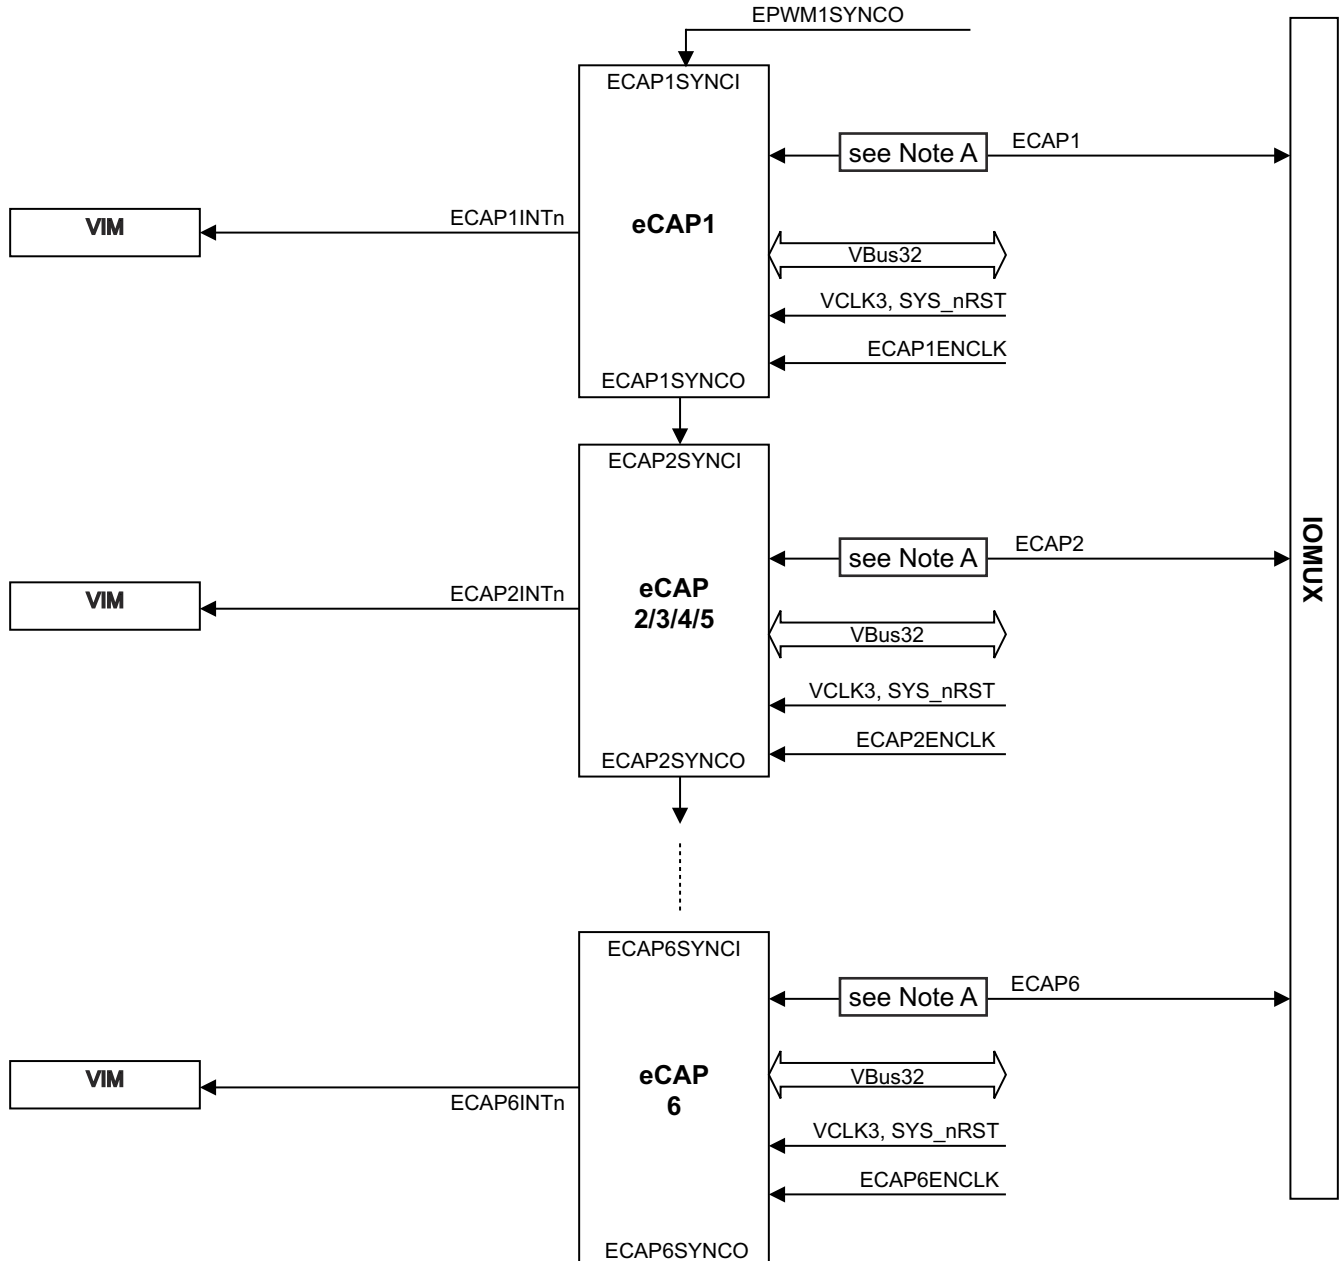 EPWM1SYNCO
ECAP1SYNCI
see Note A
ECAP1
VIM
ECAP1INTn
eCAP1
VBus32
VCLK3, SYS_nRST
ECAP1ENCLK
ECAP1SYNCO
ECAP2SYNCI
see Note A
ECAP2
IOMUX
VIM
ECAP2INTn
eCAP
2/3/4/5
VBus32
VCLK3, SYS_nRST
ECAP2ENCLK
ECAP2SYNCO
ECAP6SYNCI
see Note A
ECAP6
VIM
ECAP6INTn
eCAP
6
VBus32
VCLK3, SYS_nRST
ECAP6ENCLK
ECAP6SYNCO